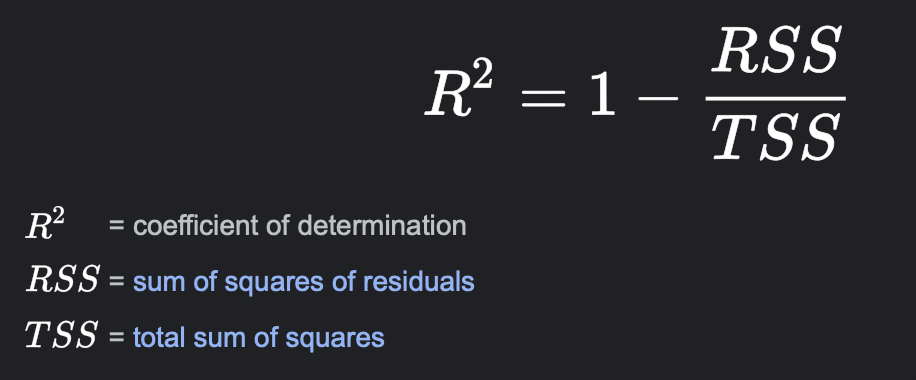 R² = 1 − RSS/TSS
R² = coefficient of determination
RSS = sum of squares of residuals
TSS = total sum of squares